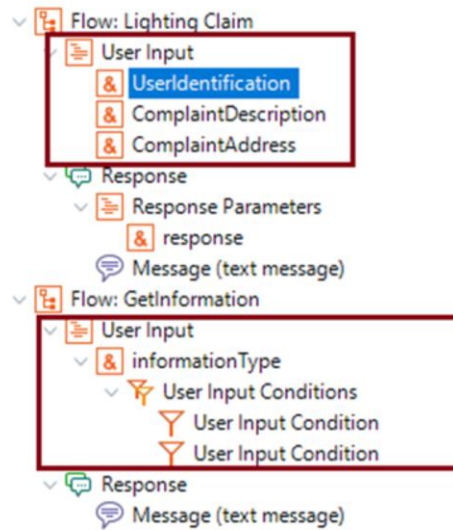 Flow: Lighting Claim
User Input
& UserIdentification
& ComplaintDescription
& ComplaintAddress
Response
Response Parameters
& response
Message (text message)
Flow: GetInformation
User Input
& informationType
User Input Conditions
User Input Condition
User Input Condition
Response
Message (text message)